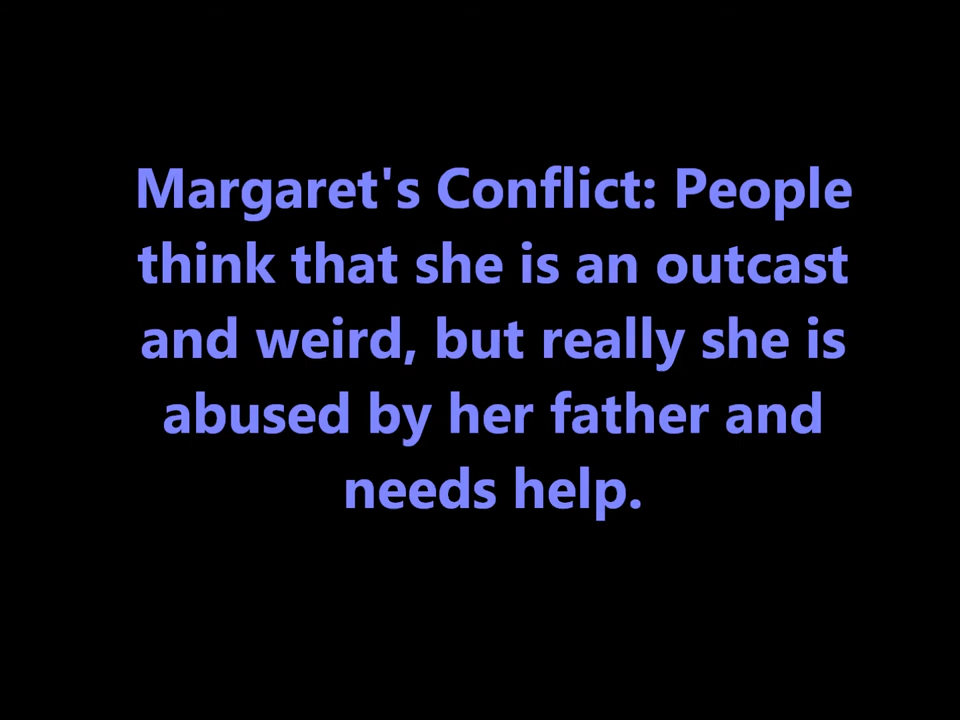 Margaret's Conflict: People
think that she is an outcast
and weird, but really she is
abused by her father and
needs help.